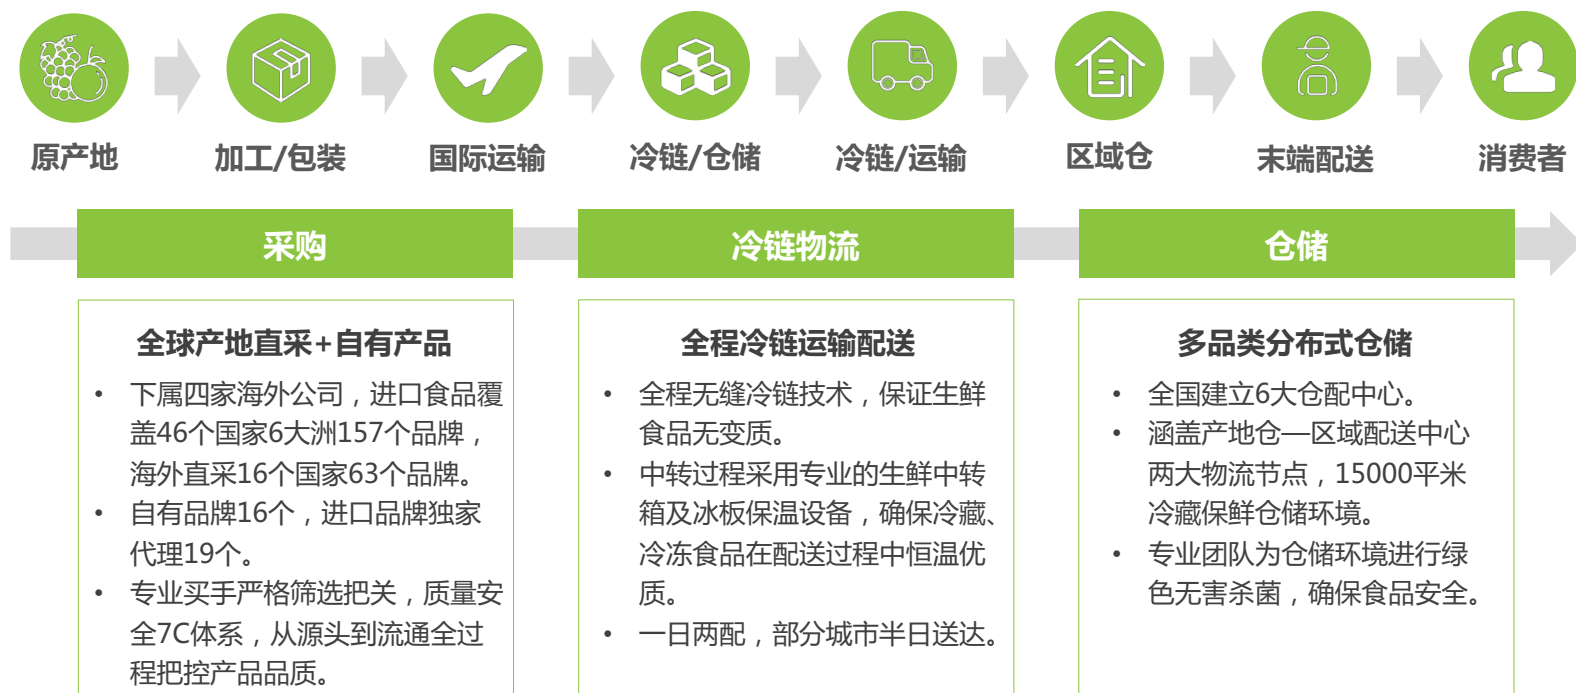 原产地
加工/包装
国际运输
冷链/仓储
冷链/运输
区域仓
末端配送
消费者
采购
冷链物流
仓储
全球产地直采+自有产品
• 下属四家海外公司，进口食品覆
盖46个国家6大洲157个品牌，
海外直采16个国家63个品牌。
• 自有品牌16个，进口品牌独家
代理19个。
• 专业买手严格筛选把关，质量安
全7C体系，从源头到流通全过
程把控产品品质。
全程冷链运输配送
• 全程无缝冷链技术，保证生鲜
食品无变质。
• 中转过程采用专业的生鲜中转
箱及冰板保温设备，确保冷藏、
冷冻食品在配送过程中恒温优
质。
• 一日两配，部分城市半日送达。
多品类分布式仓储
• 全国建立6大仓配中心。
• 涵盖产地仓—区域配送中心
两大物流节点，15000平米
冷藏保鲜仓储环境。
• 专业团队为仓储环境进行绿
色无害杀菌，确保食品安全。